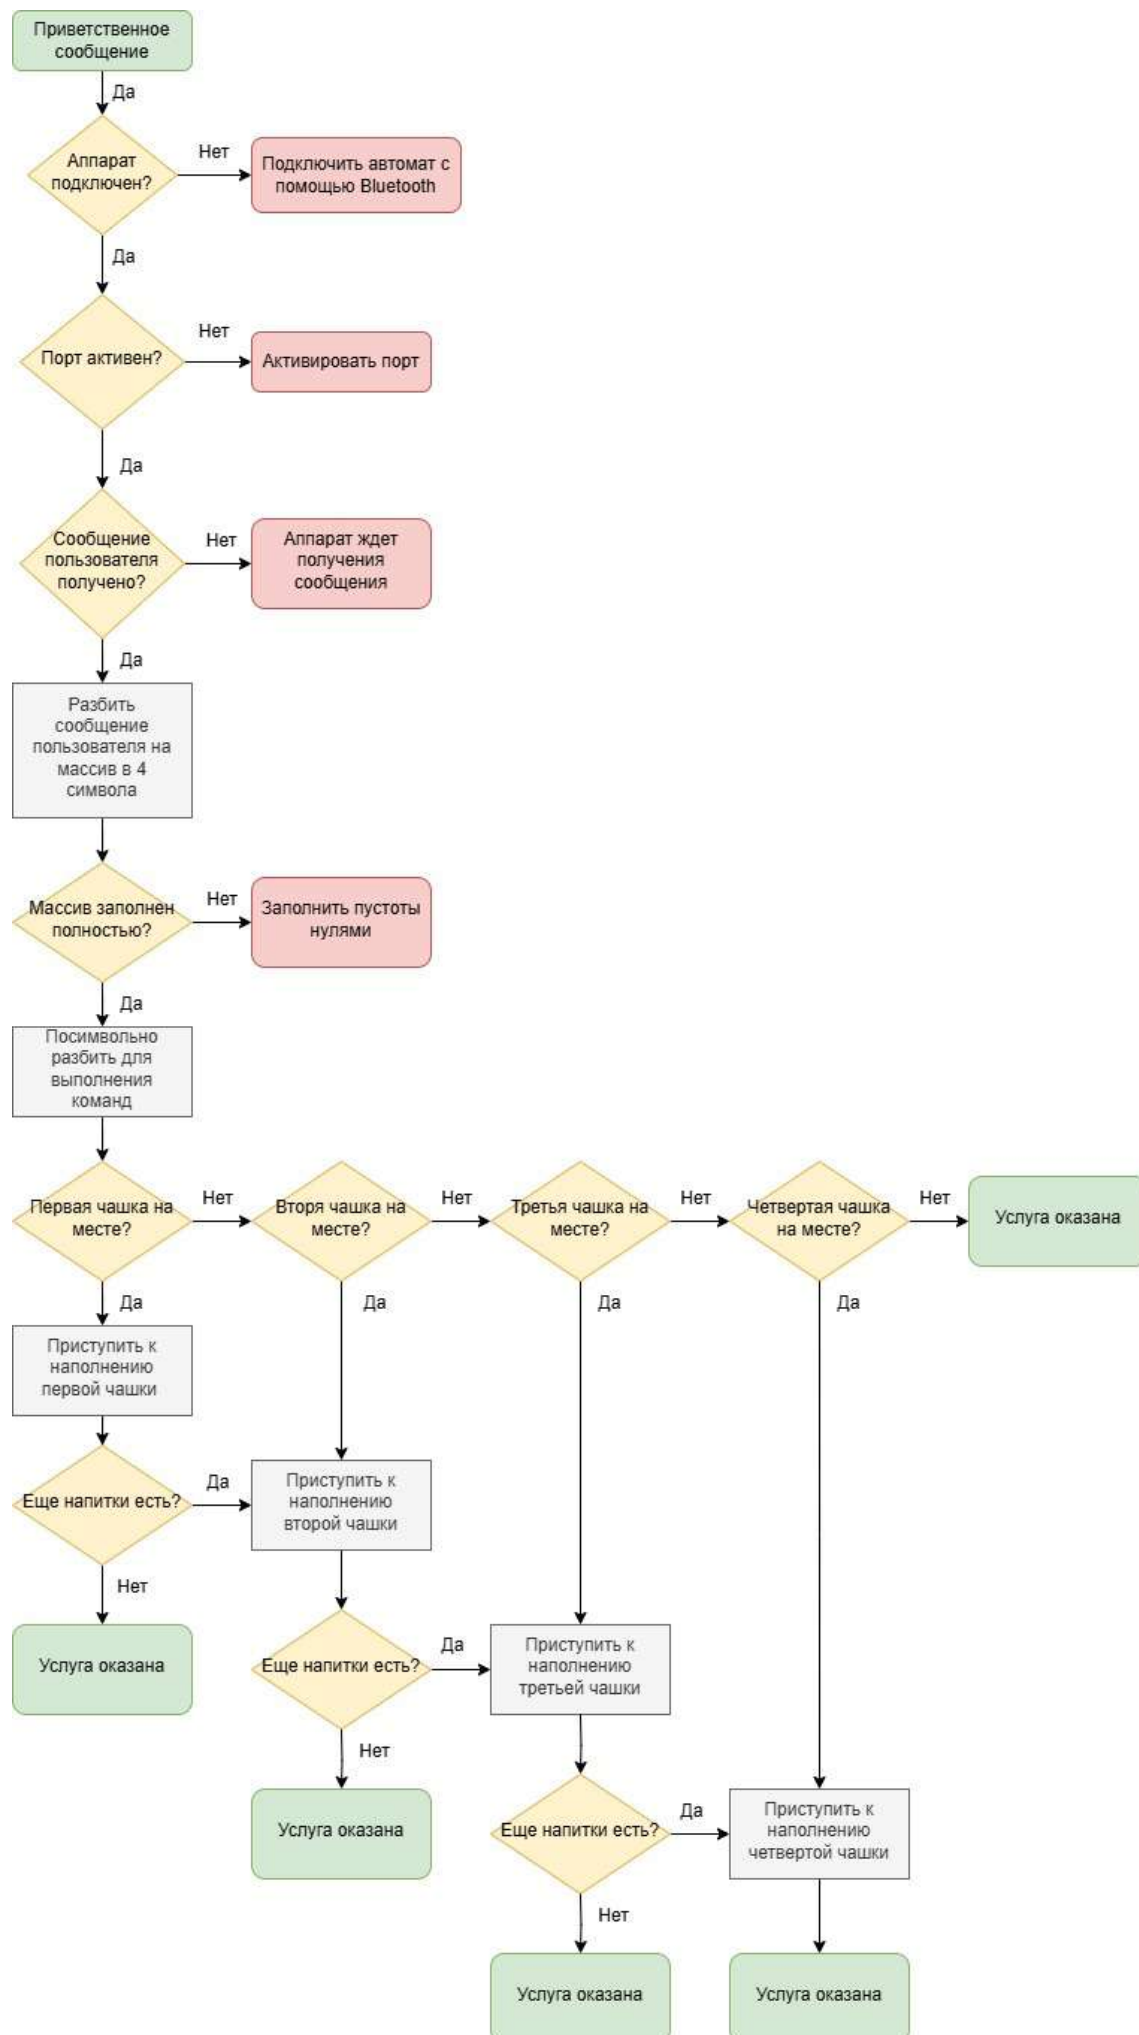 Приветственное
сообщение
Да
Аппарат
подключен?
Нет
Подключить автомат с
помощью Bluetooth
Да
Порт активен?
Нет
Активировать порт
Да
Сообщение
пользователя
получено?
Нет
Аппарат ждет
получения
сообщения
Да
Разбить
сообщение
пользователя на
массив в 4
символа
Массив заполнен
полностью?
Нет
Заполнить пустоты
нулями
Да
Посимвольно
разбить для
выполнения
команд
Первая чашка на
месте?
Нет
Вторя чашка на
месте?
Нет
Третья чашка на
месте?
Нет
Четвертая чашка
на месте?
Нет
Услуга оказана
Да
Да
Да
Да
Приступить к
наполнению
первой чашки
Еще напитки есть?
Да
Приступить к
наполнению
второй чашки
Нет
Услуга оказана
Еще напитки есть?
Да
Приступить к
наполнению
третьей чашки
Нет
Услуга оказана
Еще напитки есть?
Да
Приступить к
наполнению
четвертой чашки
Нет
Услуга оказана
Услуга оказана